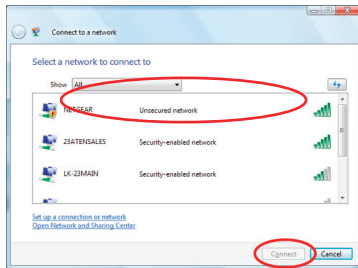 Connect to a network
Select a network to connect to
Show All
NETGEAR Unsecured network
23ATENSALES Security-enabled network
LK-23MAIN Security-enabled network
Set up a connection or network
Open Network and Sharing Center
Connect Cancel